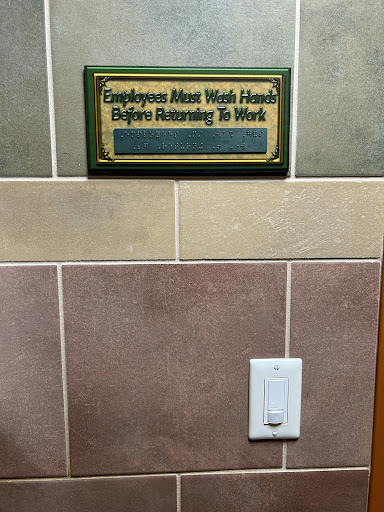 Employees Must Wash Hands
Before Returning To Work